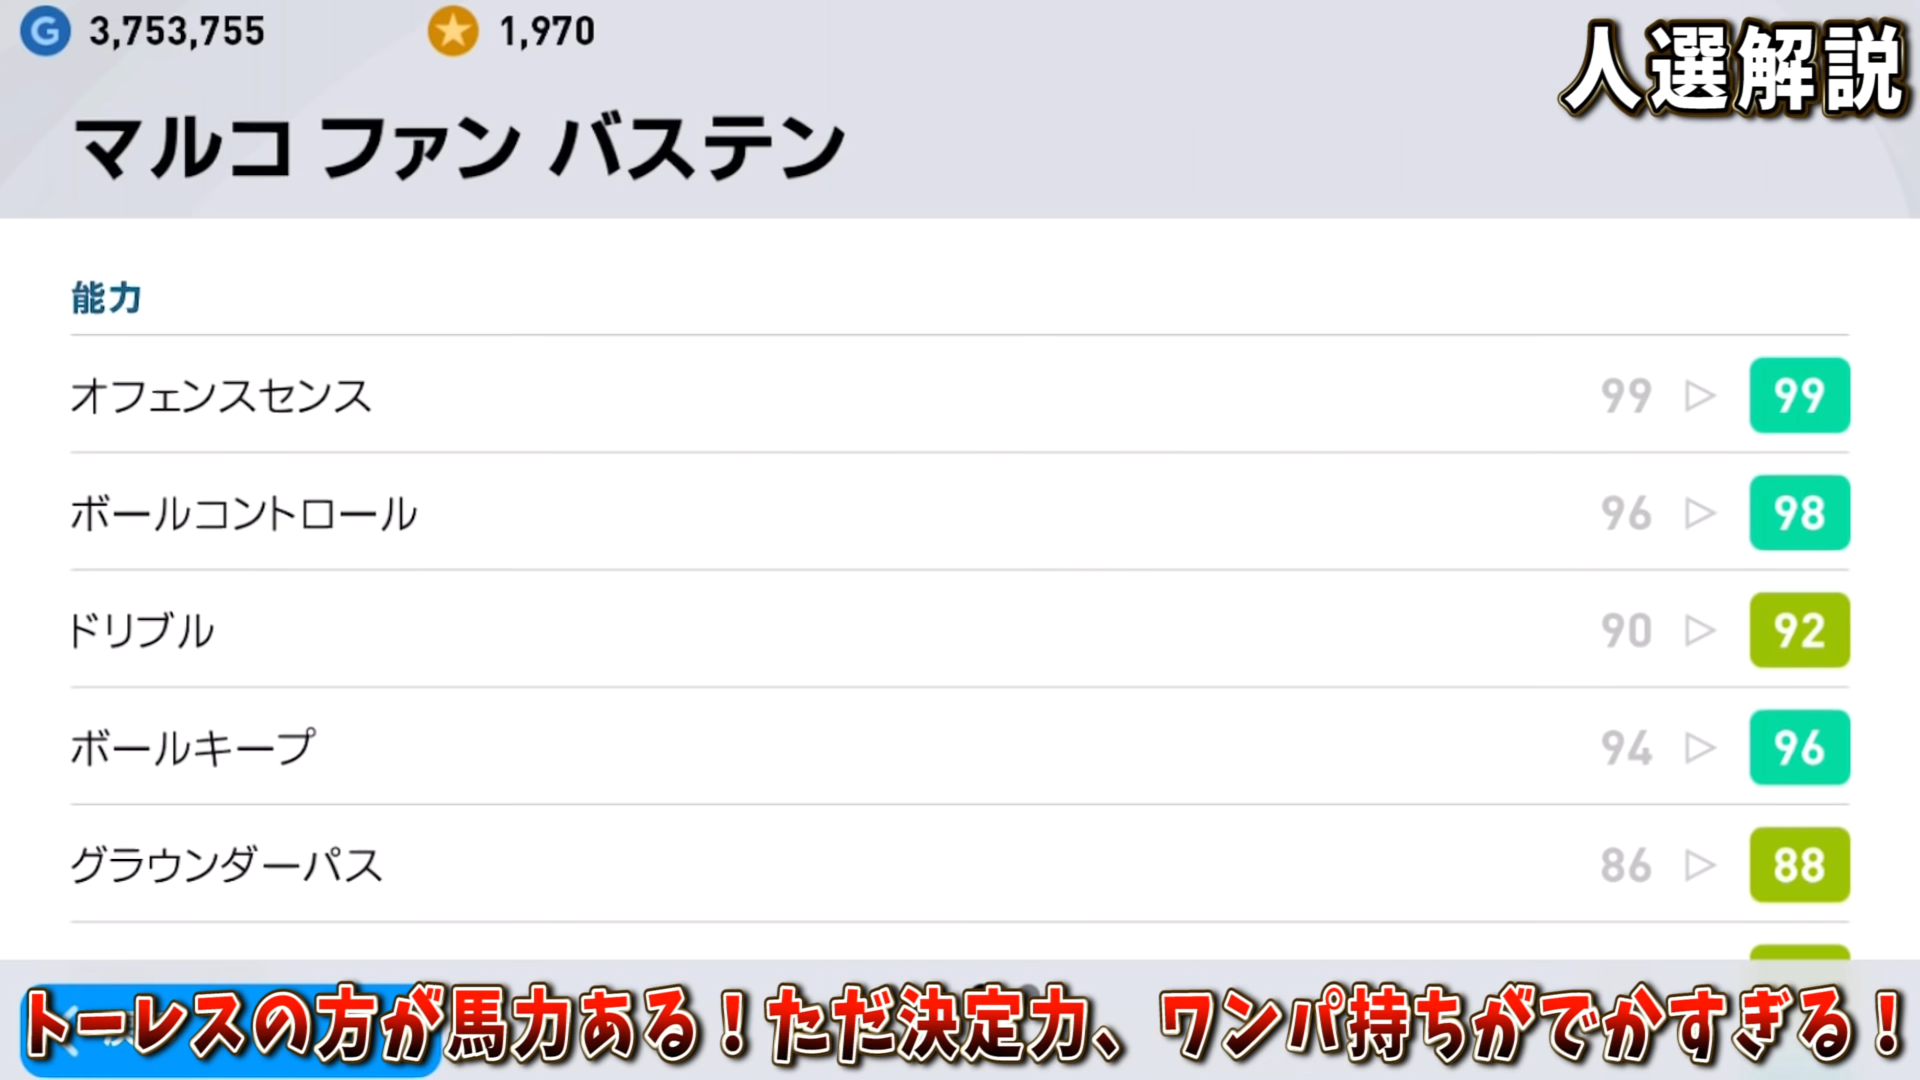 G 3,753,755 1,970
人選解説
マルコ ファン バステン
能力
オフェンスセンス 99 ▷ 99
ボールコントロール 96 ▷ 98
ドリブル 90 ▷ 92
ボールキープ 94 ▷ 96
グラウンダーパス 86 ▷ 88
トーレスの方が馬力ある！ただ決定力、ワンパ持ちがでかすぎる！